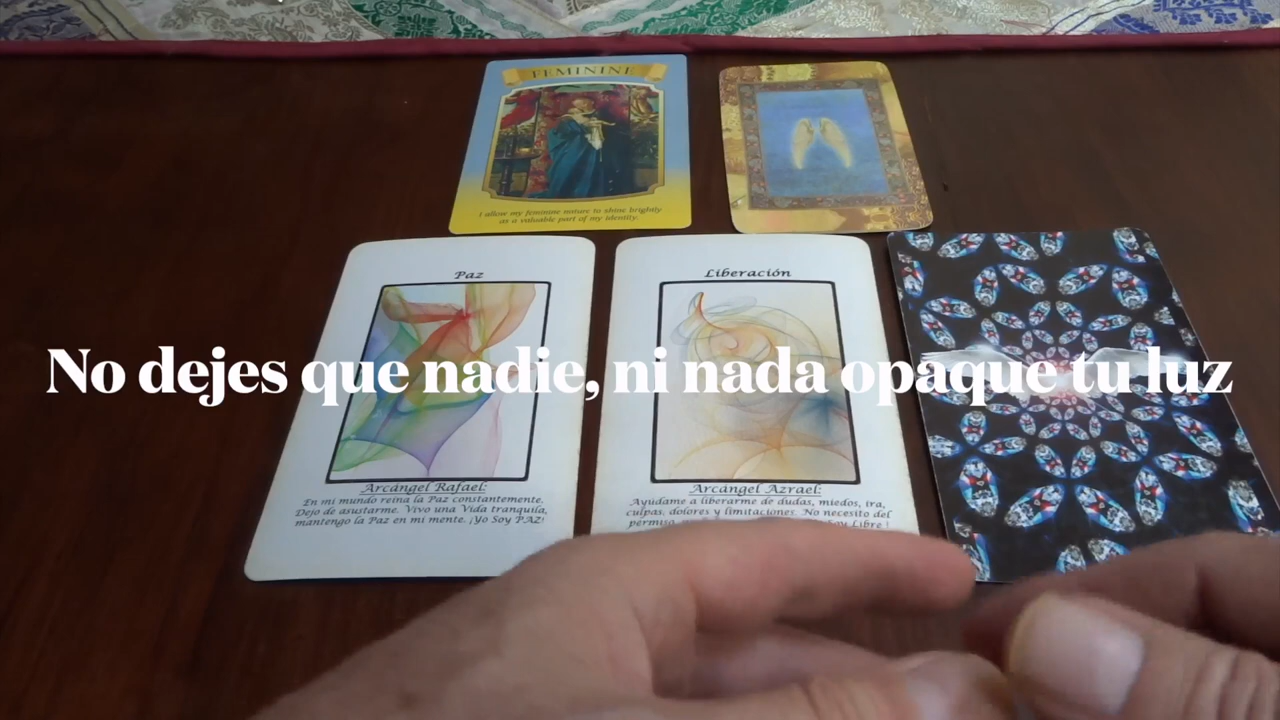 FEMININE
I allow my feminine nature to shine brightly
as a valuable part of my identity.
Paz
Liberación
No dejes que nadie, ni nada opaque tu luz
Arcángel Rafael:
En mi mundo reina la Paz constantemente.
Dejo de asustarme. Vivo una Vida tranquila,
mantengo la Paz en mi mente. ¡Yo Soy PAZ!
Arcángel Azrael:
Ayúdame a liberarme de dudas, miedos, ira,
culpas, dolores y limitaciones. No necesito del
Soy Libre !